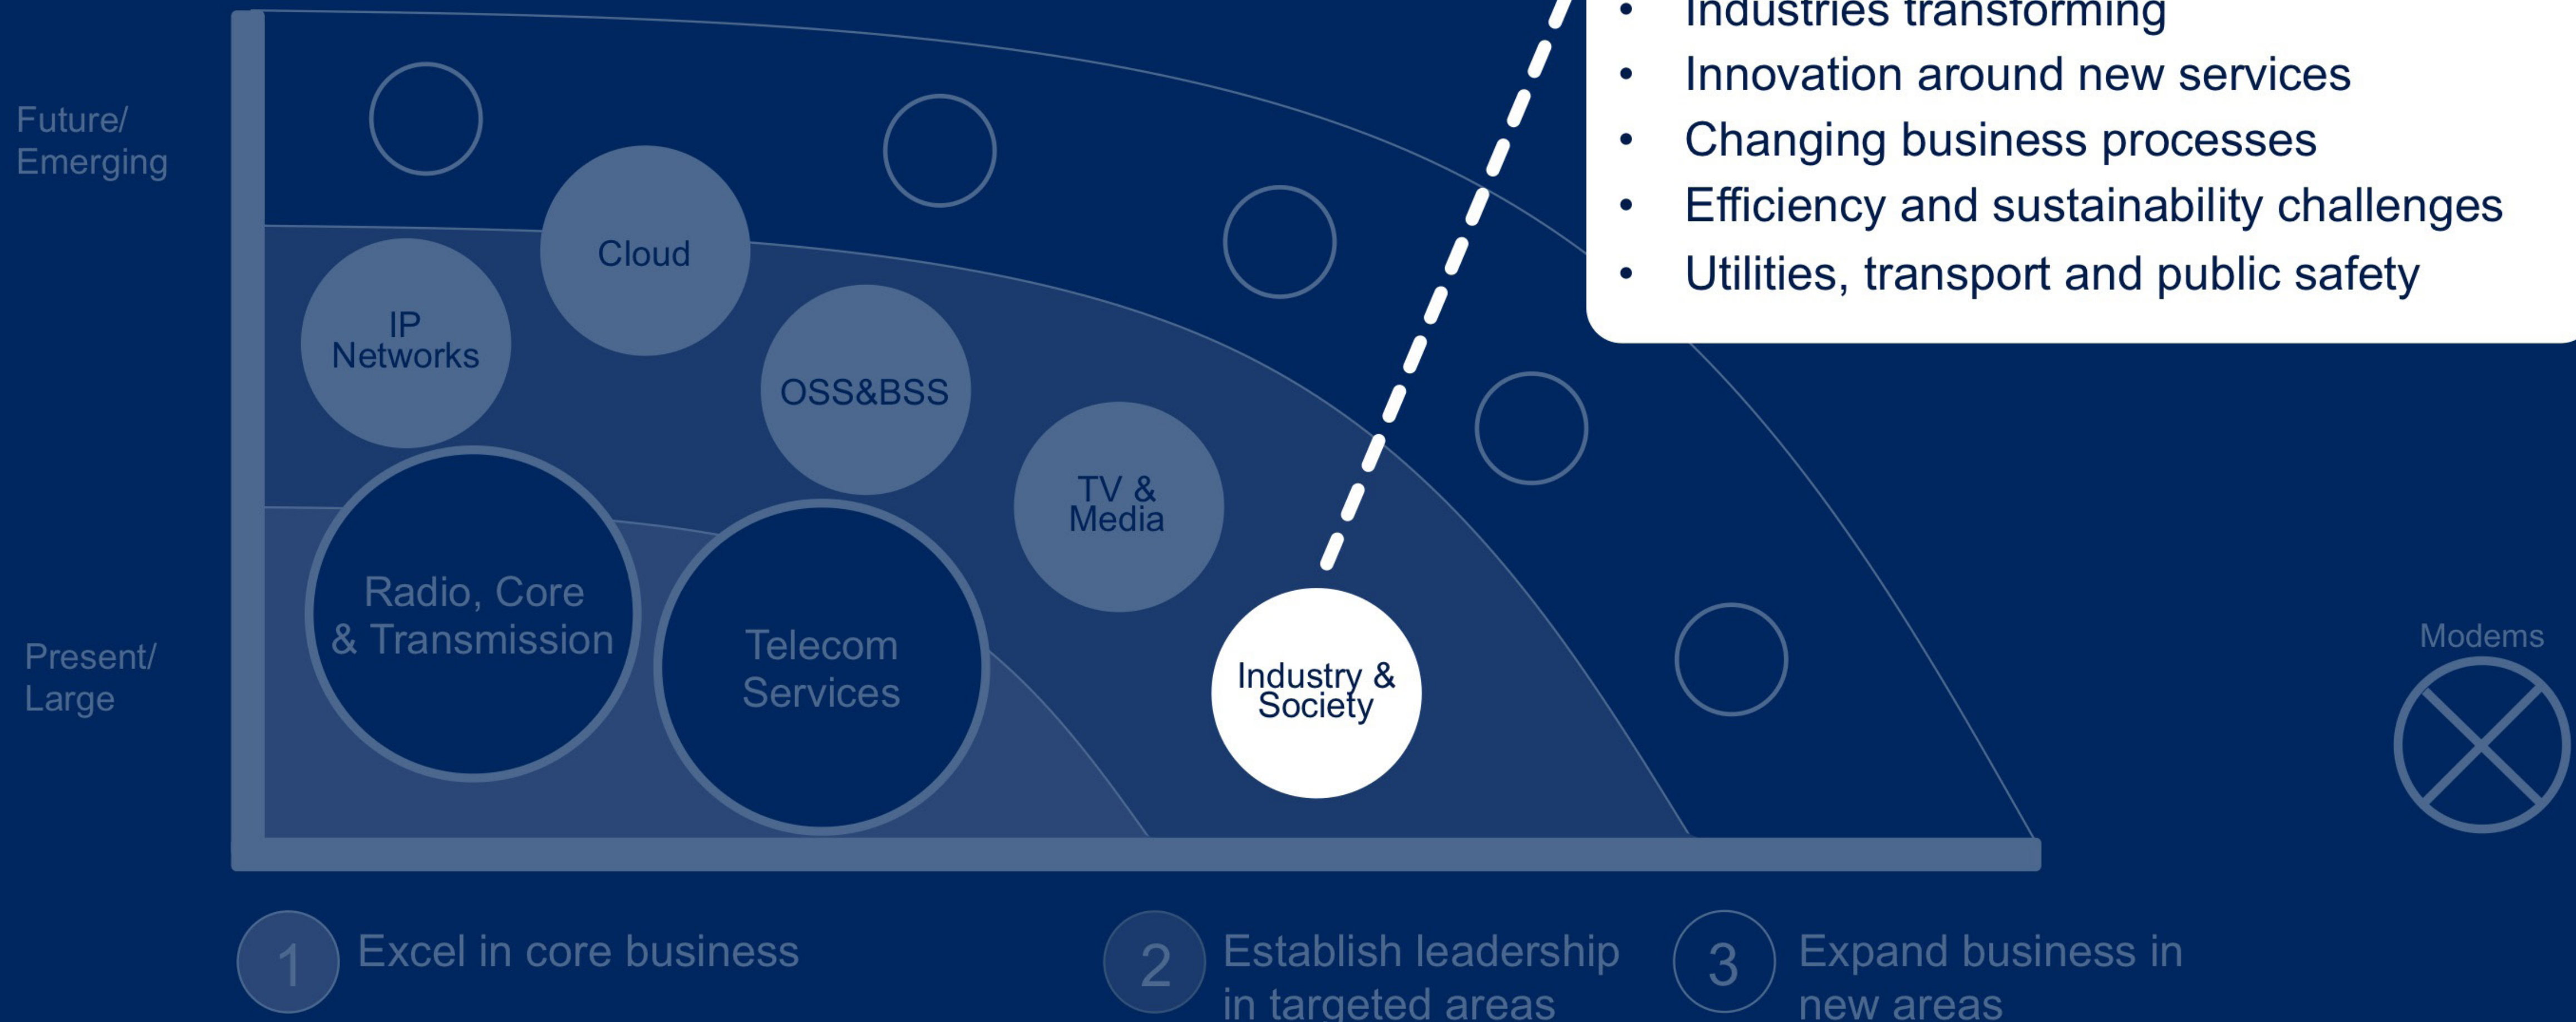 • Industries transforming
• Innovation around new services
• Changing business processes
• Efficiency and sustainability challenges
• Utilities, transport and public safety
Future/
Emerging
Cloud
IP
Networks
OSS&BSS
TV &
Media
Radio, Core
& Transmission
Telecom
Services
Industry &
Society
Present/
Large
Modems
1 Excel in core business
2 Establish leadership
in targeted areas
3 Expand business in
new areas